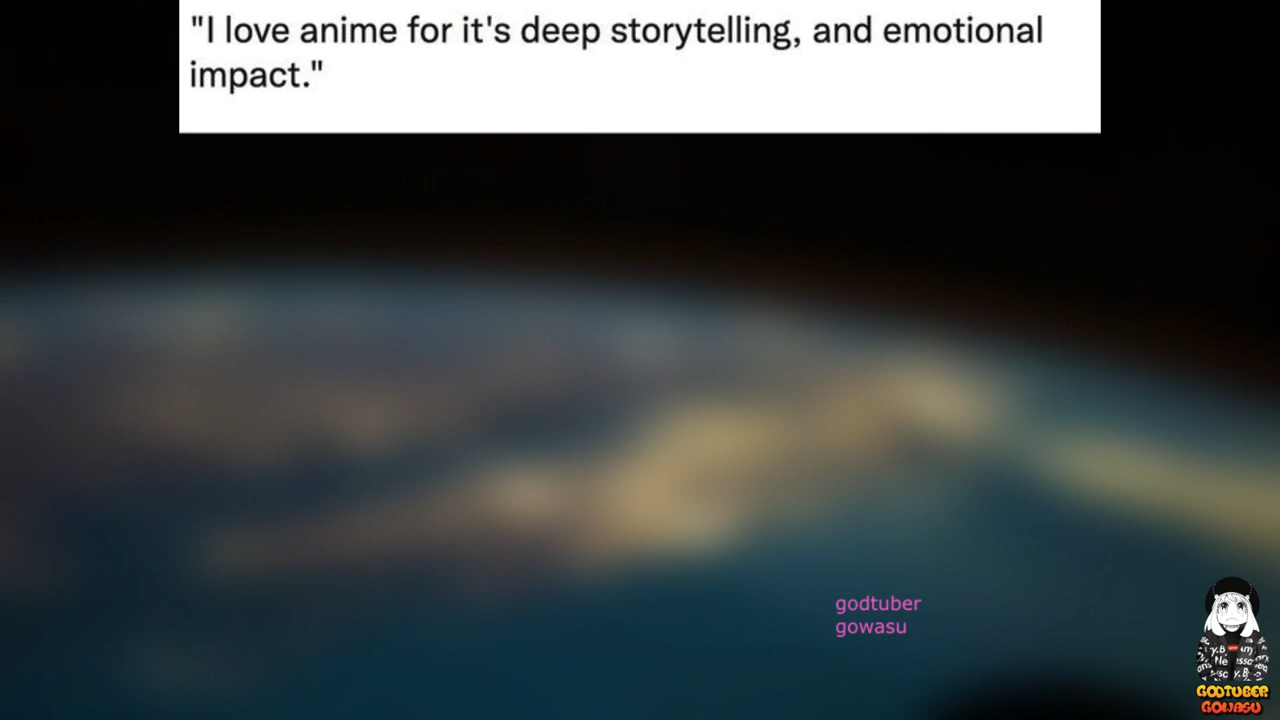 "I love anime for it's deep storytelling, and emotional
impact."
godtuber
gowasu
GODTUBER
GOWASU